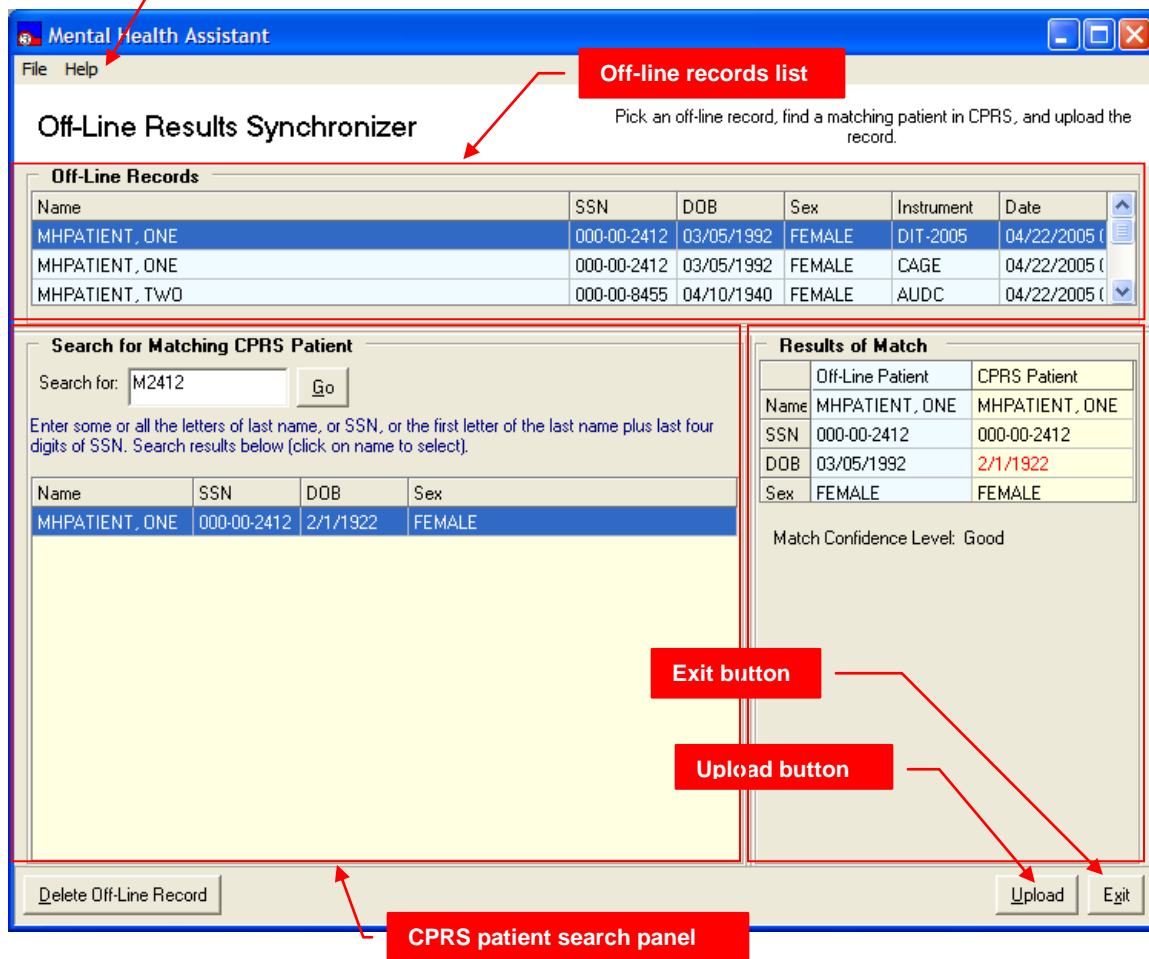 Mental Health Assistant
File Help
Off-line records list
Off-Line Results Synchronizer
Pick an off-line record, find a matching patient in CPRS, and upload the
record.
Off-Line Records
Name SSN DOB Sex Instrument Date
MHPATIENT, ONE 000-00-2412 03/05/1992 FEMALE DIT-2005 04/22/2005 (
MHPATIENT, ONE 000-00-2412 03/05/1992 FEMALE CAGE 04/22/2005 (
MHPATIENT, TWO 000-00-8455 04/10/1940 FEMALE AUDC 04/22/2005 (
Search for Matching CPRS Patient
Search for: M2412 Go
Enter some or all the letters of last name, or SSN, or the first letter of the last name plus last four
digits of SSN. Search results below (click on name to select).
Name SSN DOB Sex
MHPATIENT, ONE 000-00-2412 2/1/1922 FEMALE
Results of Match
Off-Line Patient CPRS Patient
Name MHPATIENT, ONE MHPATIENT, ONE
SSN 000-00-2412 000-00-2412
DOB 03/05/1992 2/1/1922
Sex FEMALE FEMALE
Match Confidence Level: Good
Exit button
Upload button
Delete Off-Line Record
Upload Exit
CPRS patient search panel